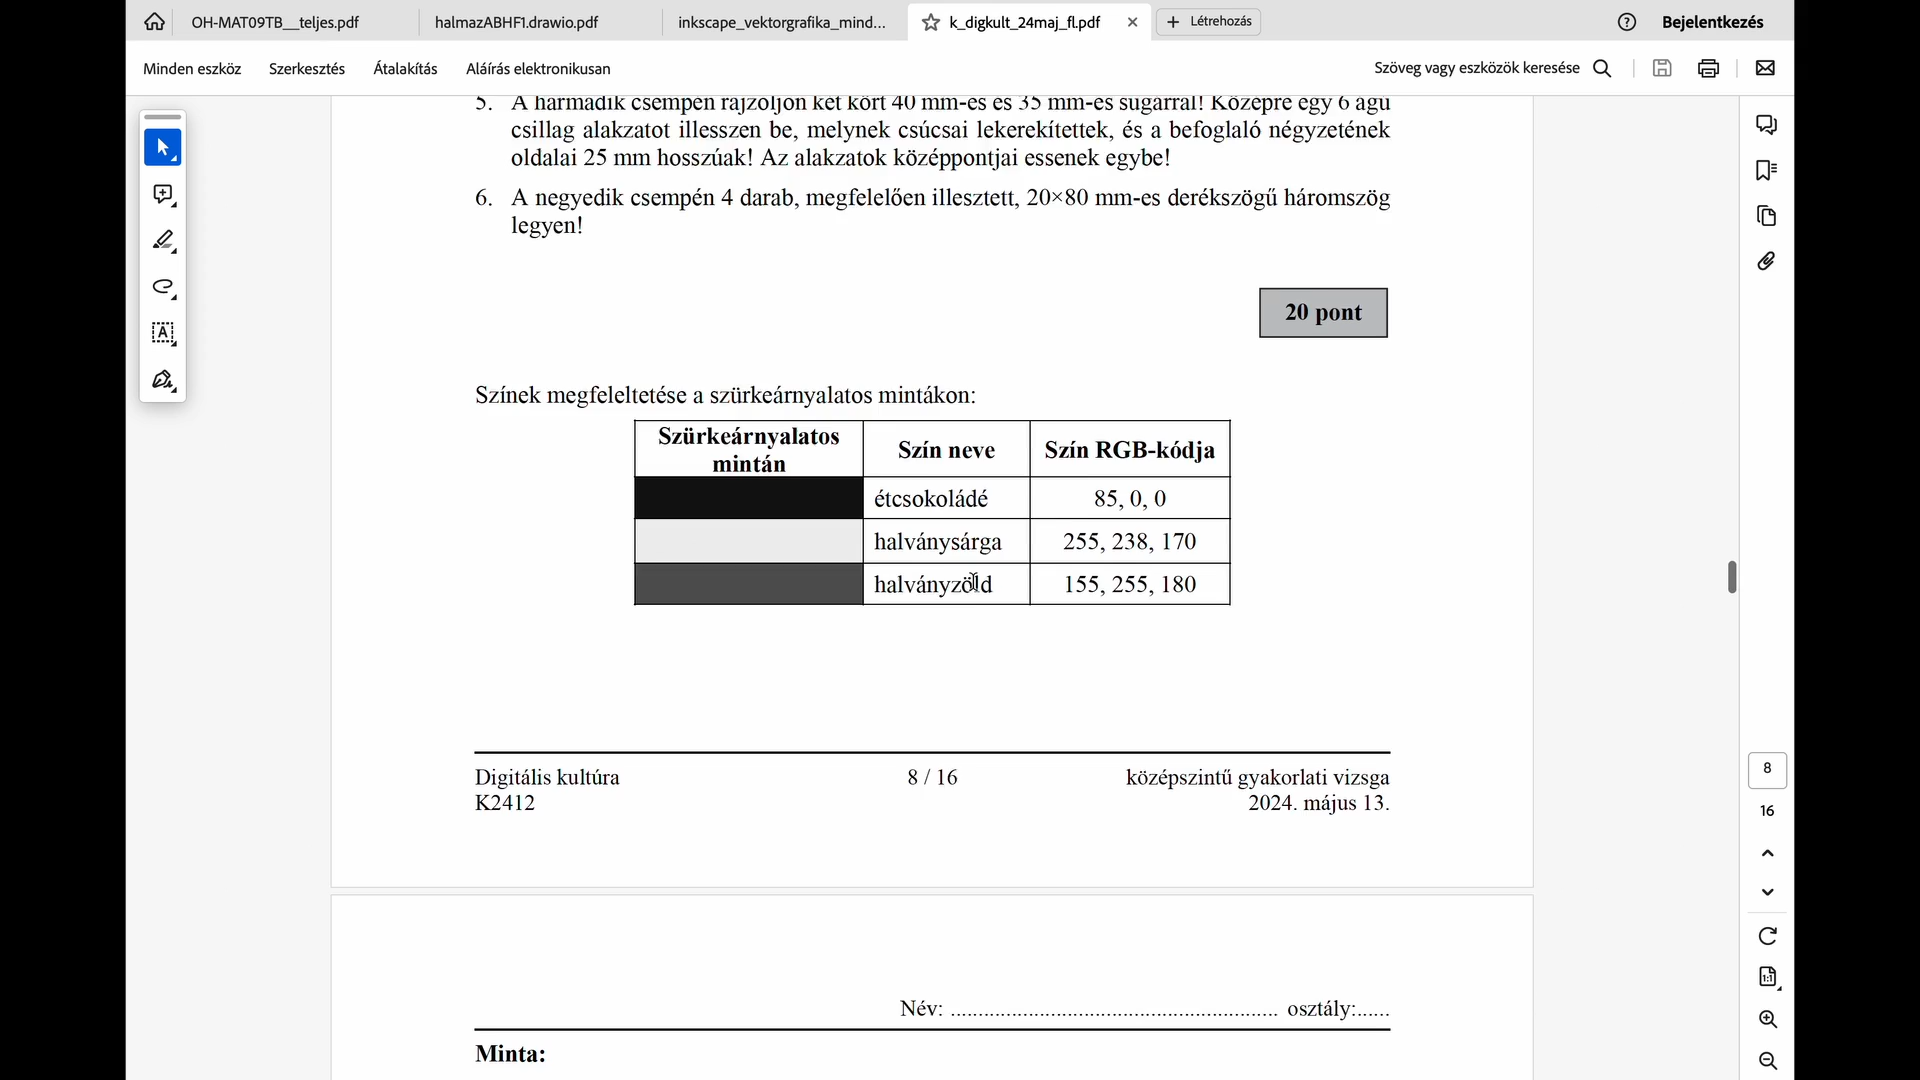 OH-MAT09TB__teljes.pdf
halmazABHF1.drawio.pdf
inkscape_vektorgrafika_mind...
k_digkult_24maj_fl.pdf
Létrehozás
Bejelentkezés
Minden eszköz
Szerkesztés
Átalakítás
Aláírás elektronikusan
Szöveg vagy eszközök keresése
5. A harmadik csempén rajzoljon két kört 40 mm-es és 35 mm-es sugárral! Középre egy 6 ágú
csillag alakzatot illesszen be, melynek csúcsai lekerekítettek, és a befoglaló négyzetének
oldalai 25 mm hosszúak! Az alakzatok középpontjai essenek egybe!
6. A negyedik csempén 4 darab, megfelelően illesztett, 20×80 mm-es derékszögű háromszög
legyen!
20 pont
Színek megfeleltetése a szürkeárnyalatos mintákon:
Szürkeárnyalatos
mintán
Szín neve
Szín RGB-kódja
étcsokoládé
85, 0, 0
halványsárga
255, 238, 170
halványzöld
155, 255, 180
Digitális kultúra
8 / 16
középszintű gyakorlati vizsga
K2412
2024. május 13.
8
16
1:1
Név: ........................................................... osztály:......
Minta: